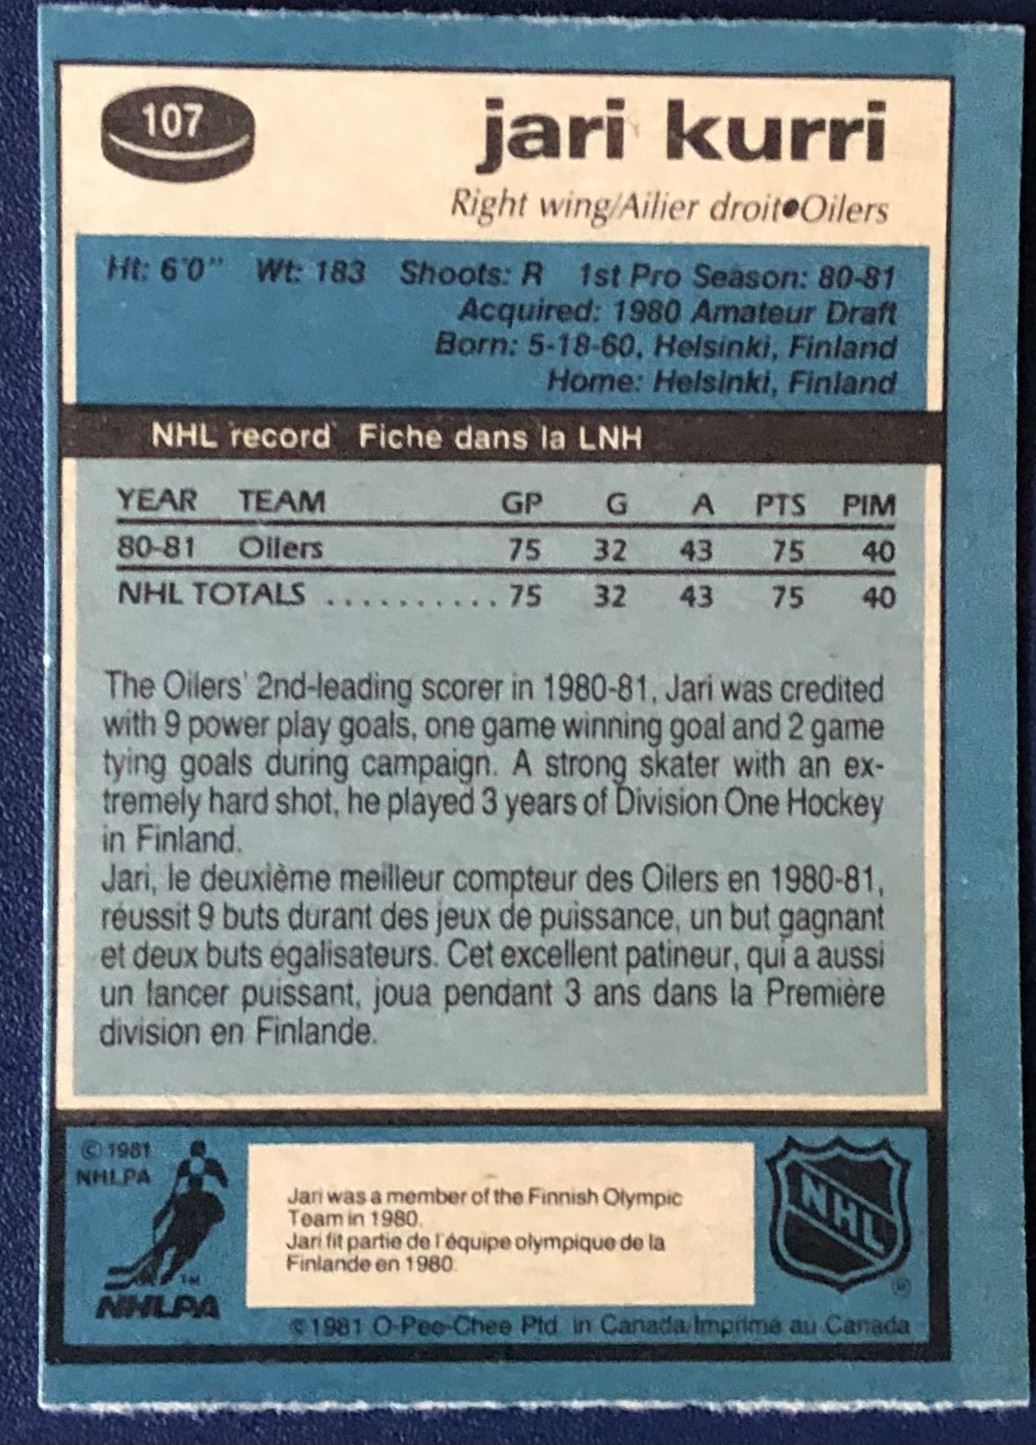 107
jari kurri
Right wing/Ailier droit●Oilers
Ht: 6'0" Wt: 183 Shoots: R 1st Pro Season: 80-81
Acquired: 1980 Amateur Draft
Born: 5-18-60, Helsinki, Finland
Home: Helsinki, Finland
NHL record Fiche dans la LNH
YEAR TEAM GP G A PTS PIM
80-81 Oilers 75 32 43 75 40
NHL TOTALS .......... 75 32 43 75 40
The Oilers' 2nd-leading scorer in 1980-81, Jari was credited
with 9 power play goals, one game winning goal and 2 game
tying goals during campaign. A strong skater with an ex-
tremely hard shot, he played 3 years of Division One Hockey
in Finland.
Jari, le deuxième meilleur compteur des Oilers en 1980-81,
réussit 9 buts durant des jeux de puissance, un but gagnant
et deux buts égalisateurs. Cet excellent patineur, qui a aussi
un lancer puissant, joua pendant 3 ans dans la Première
division en Finlande.
© 1981
NHLPA
TM
NHLPA
Jari was a member of the Finnish Olympic
Team in 1980.
Jari fit partie de l'équipe olympique de la
Finlande en 1980.
NHL
®
© 1981 O-Pee-Chee Ptd. in Canada/Imprimé au Canada